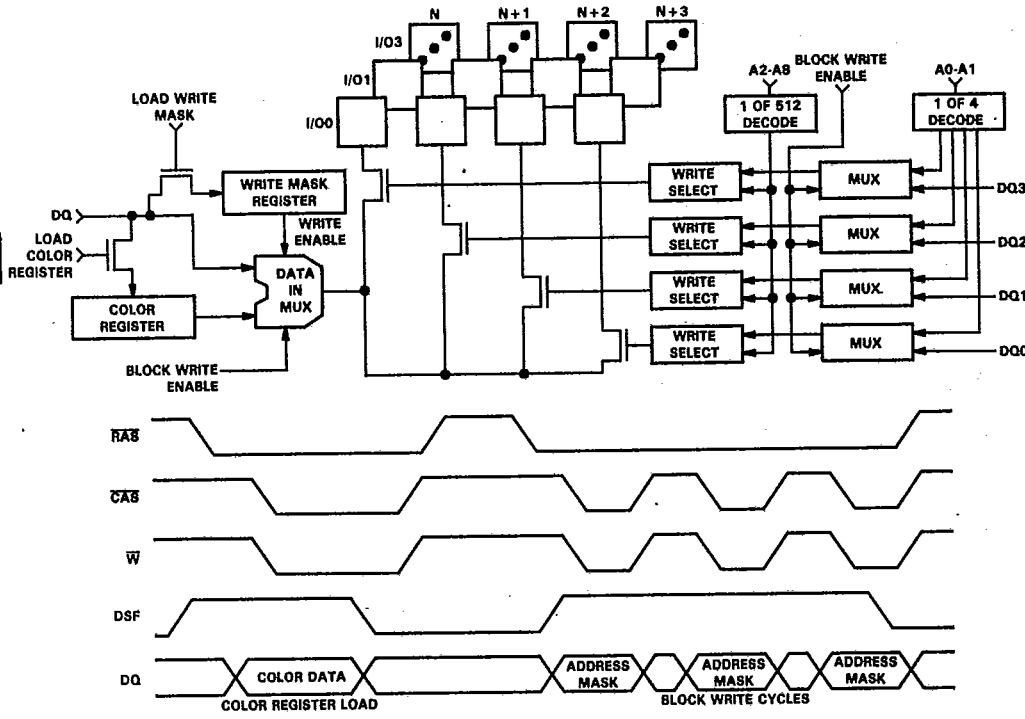 N
N+1
N+2
N+3
I/O3
I/O1
I/O0
A2-A8
BLOCK WRITE
ENABLE
A0-A1
1 OF 512
DECODE
1 OF 4
DECODE
LOAD WRITE
MASK
WRITE MASK
REGISTER
DQ
WRITE
ENABLE
LOAD
COLOR
REGISTER
DATA
IN
MUX
COLOR
REGISTER
BLOCK WRITE
ENABLE
WRITE
SELECT
MUX
DQ3
WRITE
SELECT
MUX
DQ2
WRITE
SELECT
MUX.
DQ1
WRITE
SELECT
MUX
DQ0
RAS
CAS
W
DSF
DQ
COLOR DATA
ADDRESS
MASK
ADDRESS
MASK
ADDRESS
MASK
COLOR REGISTER LOAD
BLOCK WRITE CYCLES